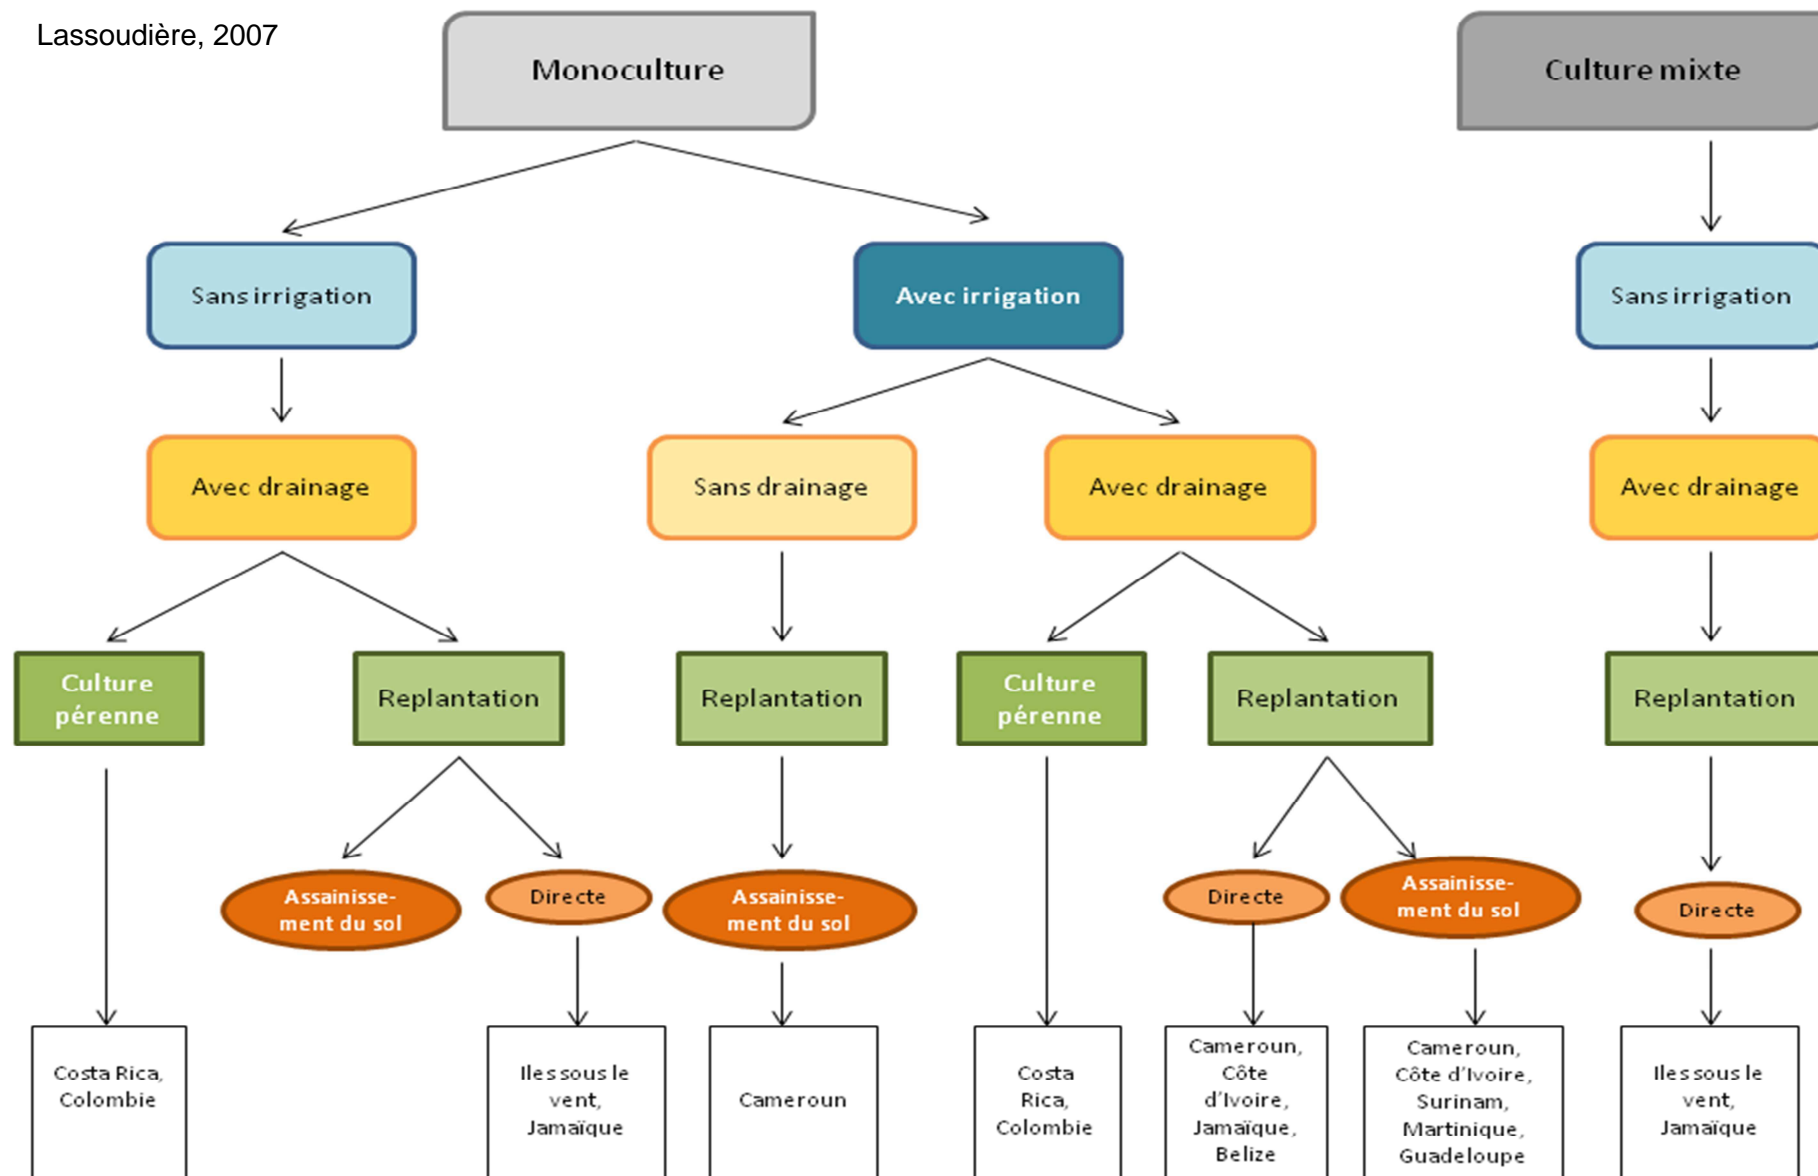 Lassoudière, 2007
Monoculture
Culture mixte
Sans irrigation
Avec irrigation
Sans irrigation
Avec drainage
Sans drainage
Avec drainage
Avec drainage
Culture
pérenne
Replantation
Replantation
Culture
pérenne
Replantation
Replantation
Assainisse-
ment du sol
Directe
Assainisse-
ment du sol
Directe
Assainisse-
ment du sol
Directe
Costa Rica,
Colombie
Iles sous le
vent,
Jamaïque
Cameroun
Costa
Rica,
Colombie
Cameroun,
Côte
d'Ivoire,
Jamaïque,
Belize
Cameroun,
Côte d'Ivoire,
Surinam,
Martinique,
Guadeloupe
Iles sous le
vent,
Jamaïque